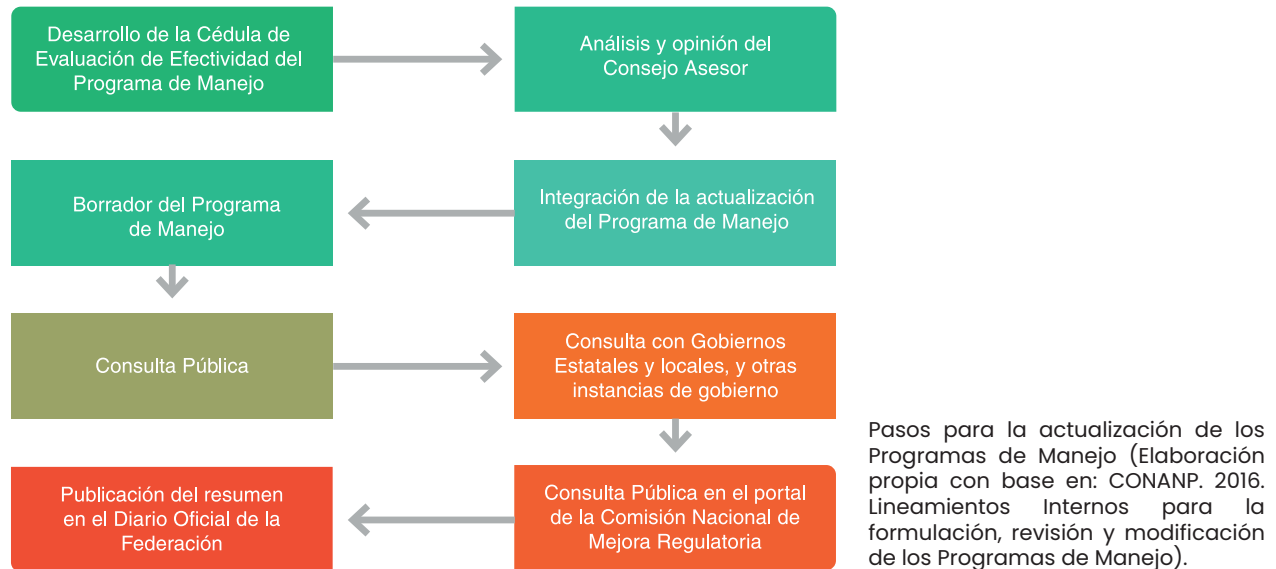 Desarrollo de la Cédula de
Evaluación de Efectividad del
Programa de Manejo
Análisis y opinión del
Consejo Asesor
Integración de la actualización
del Programa de Manejo
Borrador del Programa
de Manejo
Consulta Pública
Consulta con Gobiernos
Estatales y locales, y otras
instancias de gobierno
Consulta Pública en el portal
de la Comisión Nacional de
Mejora Regulatoria
Publicación del resumen
en el Diario Oficial de la
Federación
Pasos para la actualización de los
Programas de Manejo (Elaboración
propia con base en: CONANP. 2016.
Lineamientos Internos para la
formulación, revisión y modificación
de los Programas de Manejo).